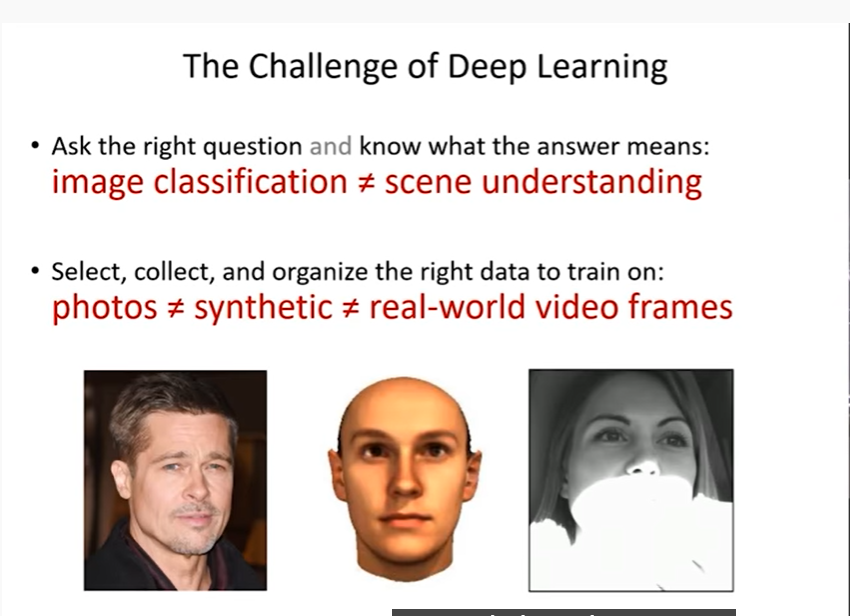 The Challenge of Deep Learning
• Ask the right question and know what the answer means:
image classification ≠ scene understanding
• Select, collect, and organize the right data to train on:
photos ≠ synthetic ≠ real-world video frames